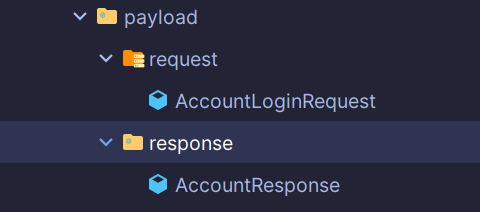 payload
request
AccountLoginRequest
response
AccountResponse